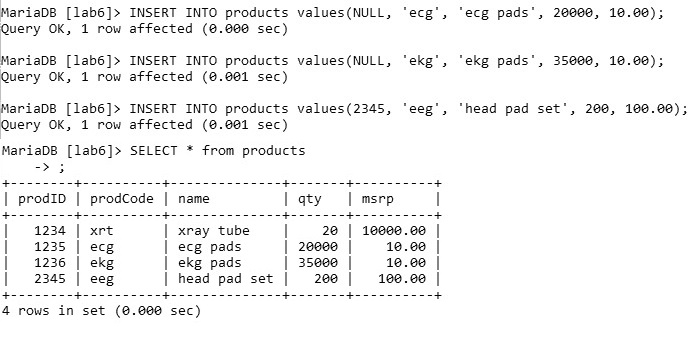 MariaDB [lab6]> INSERT INTO products values(NULL, 'ecg', 'ecg pads', 20000, 10.00);
Query OK, 1 row affected (0.000 sec)
MariaDB [lab6]> INSERT INTO products values(NULL, 'ekg', 'ekg pads', 35000, 10.00);
Query OK, 1 row affected (0.001 sec)
MariaDB [lab6]> INSERT INTO products values(2345, 'eeg', 'head pad set', 200, 100.00);
Query OK, 1 row affected (0.001 sec)
MariaDB [lab6]> SELECT * from products
    -> ;
+--------+----------+--------------+-------+----------+
| prodID | prodCode | name         | qty   | msrp     |
+--------+----------+--------------+-------+----------+
|   1234 | xrt      | xray tube    |    20 | 10000.00 |
|   1235 | ecg      | ecg pads     | 20000 |    10.00 |
|   1236 | ekg      | ekg pads     | 35000 |    10.00 |
|   2345 | eeg      | head pad set |   200 |   100.00 |
+--------+----------+--------------+-------+----------+
4 rows in set (0.000 sec)